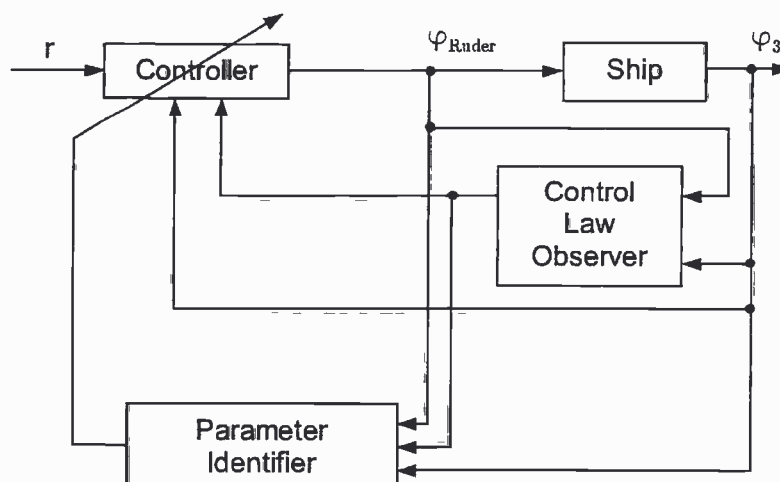 r
Controller
φRuder
Ship
φ3
Control
Law
Observer
Parameter
Identifier